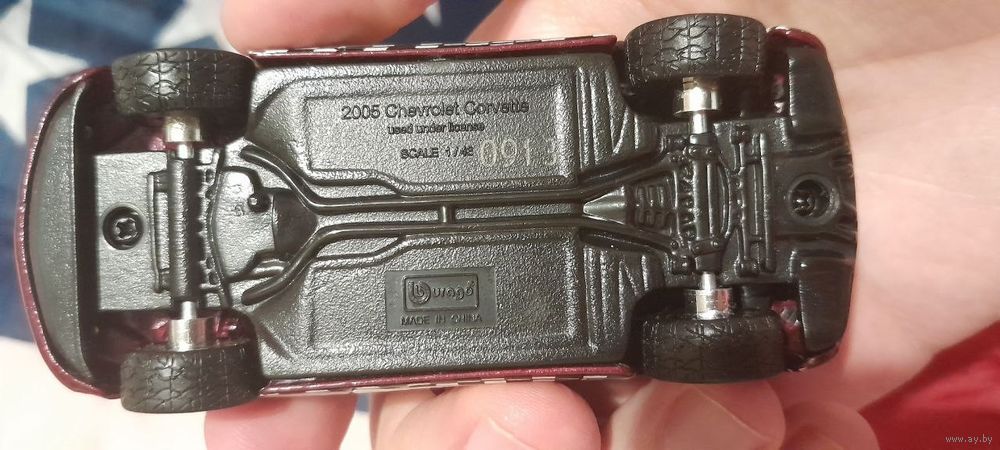 2005 Chevrolet Corvette
used under license
SCALE 1/43 0913
Burago
MADE IN CHINA
www.ay.by